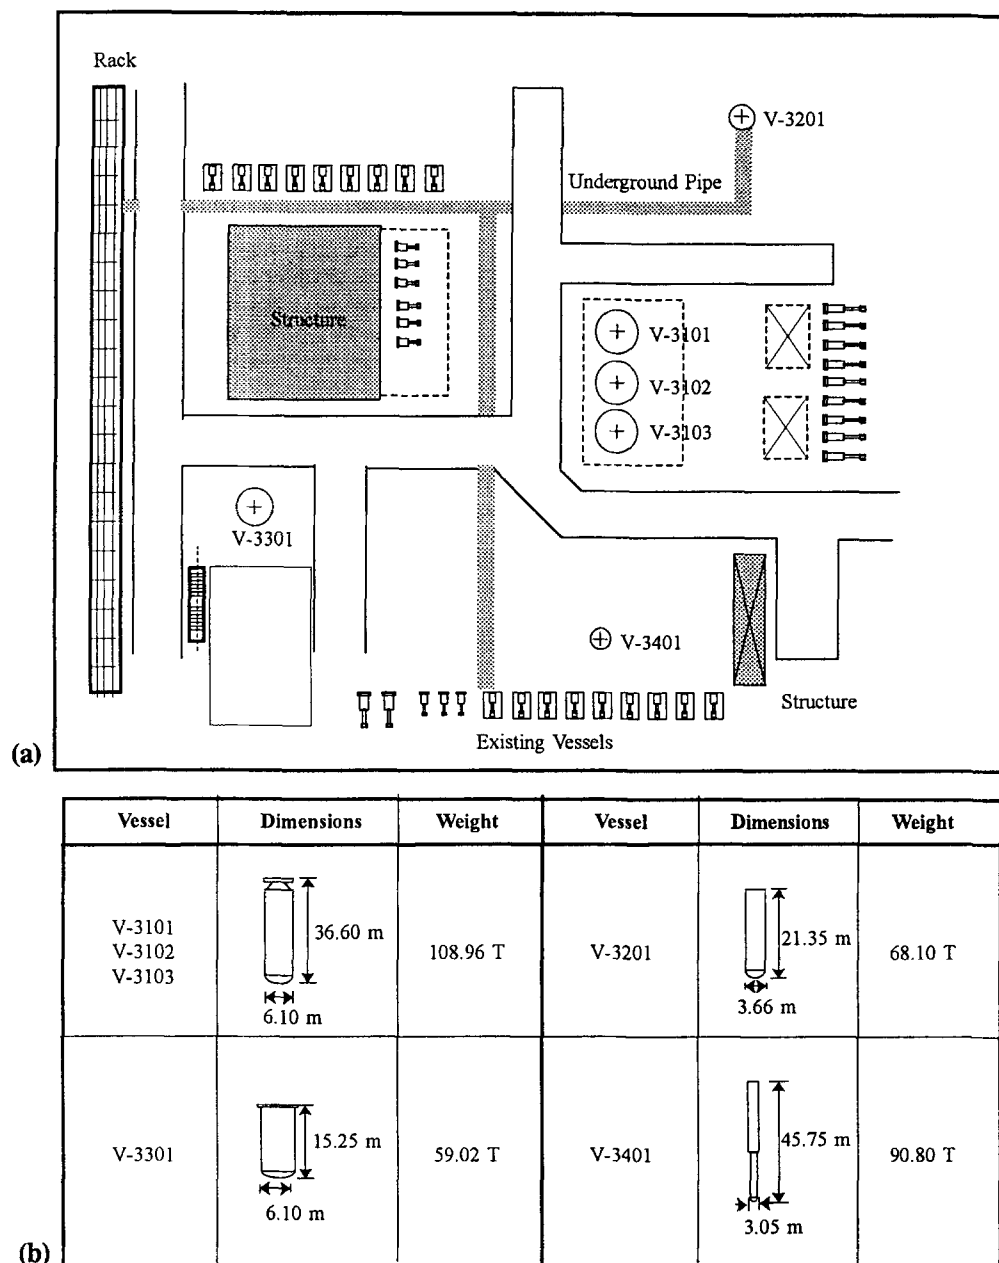 Rack
V-3201
Underground Pipe
Structure
V-3101
V-3102
V-3103
V-3301
V-3401
Structure
Existing Vessels
(a)
Vessel Dimensions Weight Vessel Dimensions Weight
V-3101
V-3102
V-3103
36.60 m
6.10 m
108.96 T
V-3201
21.35 m
3.66 m
68.10 T
V-3301
15.25 m
6.10 m
59.02 T
V-3401
45.75 m
3.05 m
90.80 T
(b)